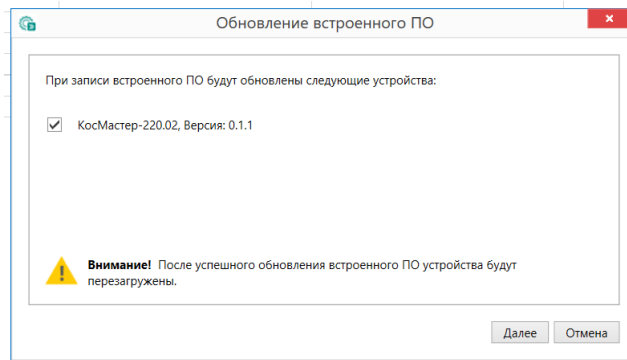 Обновление встроенного ПО
При записи встроенного ПО будут обновлены следующие устройства:
КосМастер-220.02, Версия: 0.1.1
Внимание! После успешного обновления встроенного ПО устройства будут
перезагружены.
Далее
Отмена